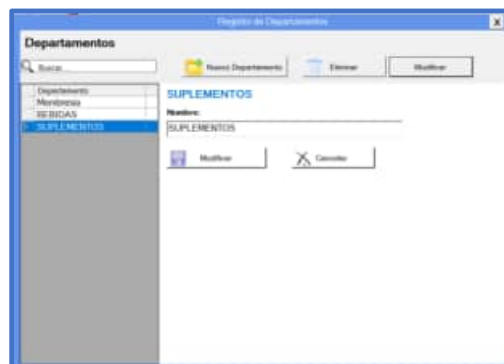 Registro de Departamentos
X
Departamentos
Buscar...
Nuevo Departamento
Eliminar
Modificar
Departamento
Membresia
BEBIDAS
SUPLEMENTOS
SUPLEMENTOS
Nombre:
SUPLEMENTOS
Modificar
Cancelar